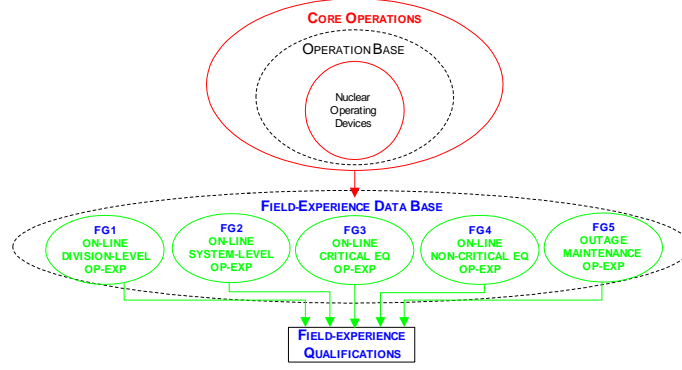 CORE OPERATIONS
OPERATION BASE
Nuclear
Operating
Devices
FIELD-EXPERIENCE DATA BASE
FG1
ON-LINE
DIVISION-LEVEL
OP-EXP
FG2
ON-LINE
SYSTEM-LEVEL
OP-EXP
FG3
ON-LINE
CRITICAL EQ
OP-EXP
FG4
ON-LINE
NON-CRITICAL EQ
OP-EXP
FG5
OUTAGE
MAINTENANCE
OP-EXP
FIELD-EXPERIENCE
QUALIFICATIONS